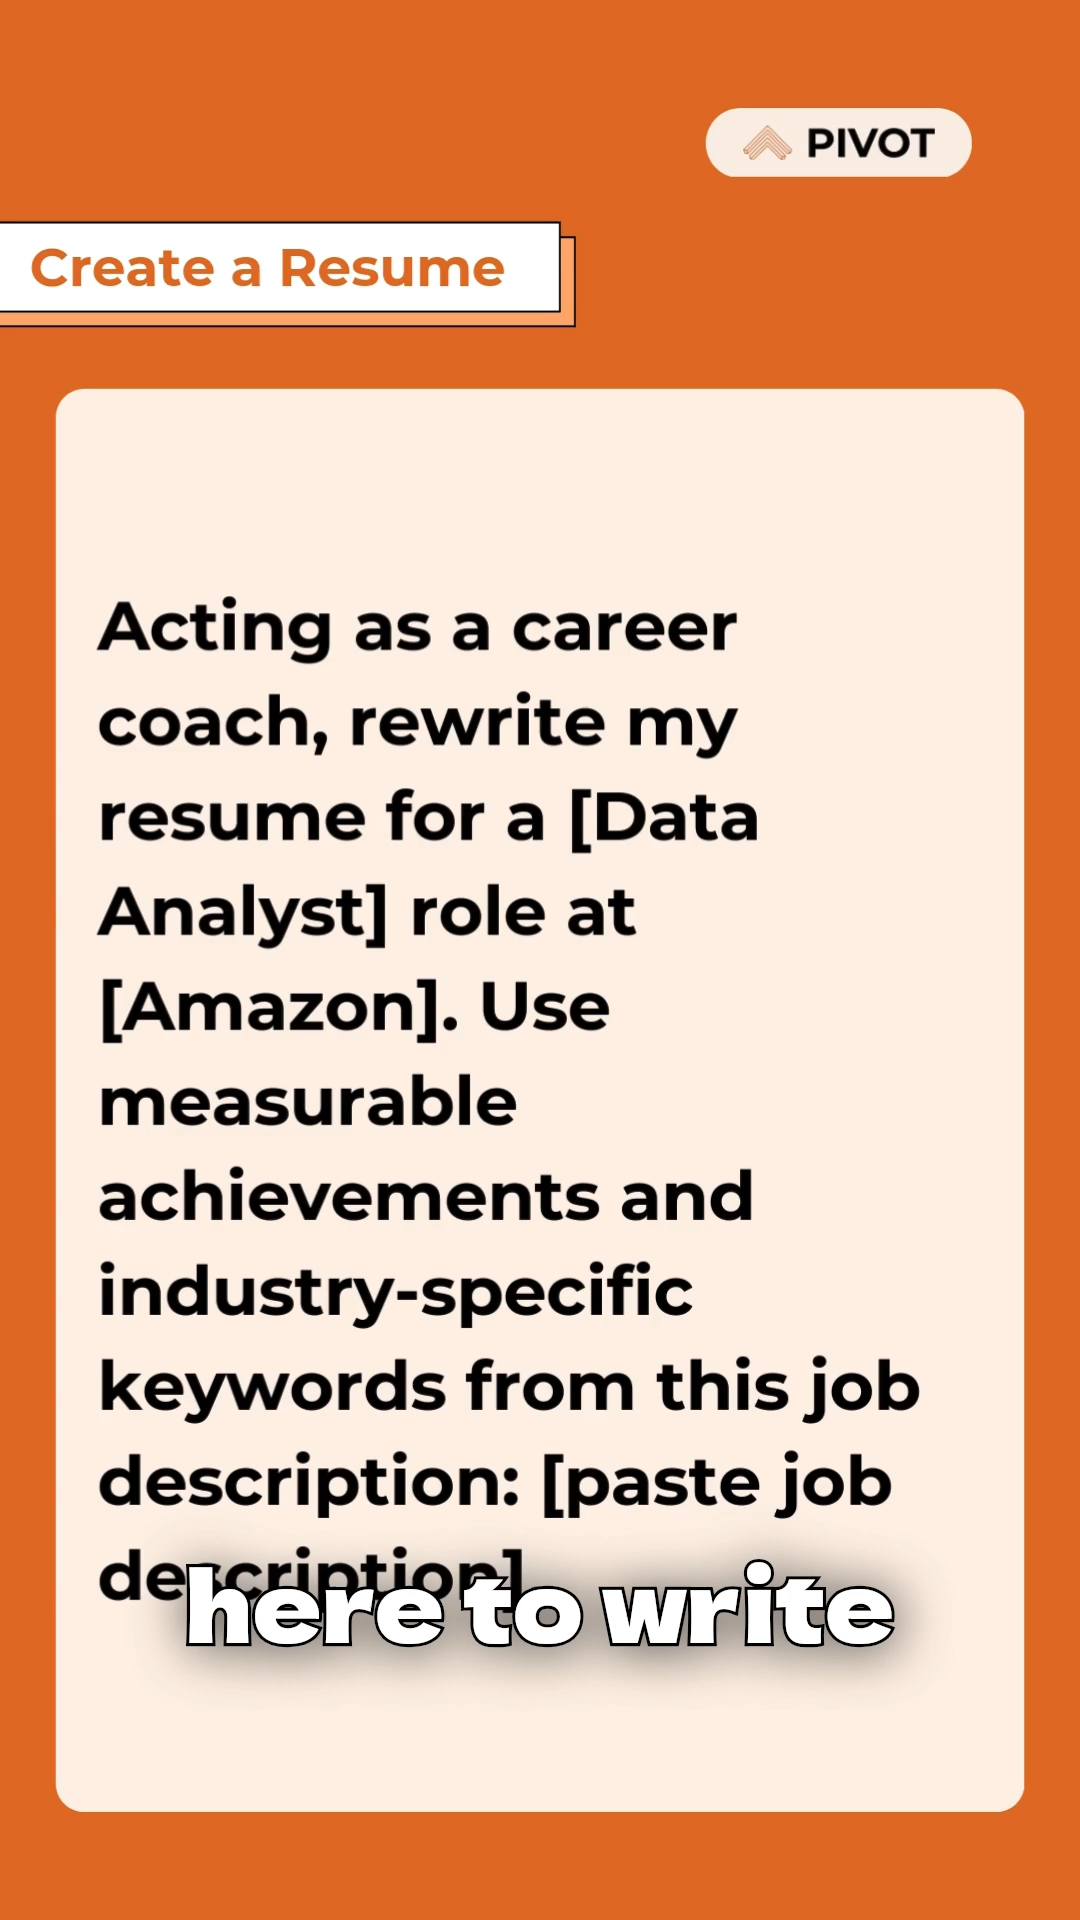 PIVOT
Create a Resume
Acting as a career
coach, rewrite my
resume for a [Data
Analyst] role at
[Amazon]. Use
measurable
achievements and
industry-specific
keywords from this job
description: [paste job
description]
here to write